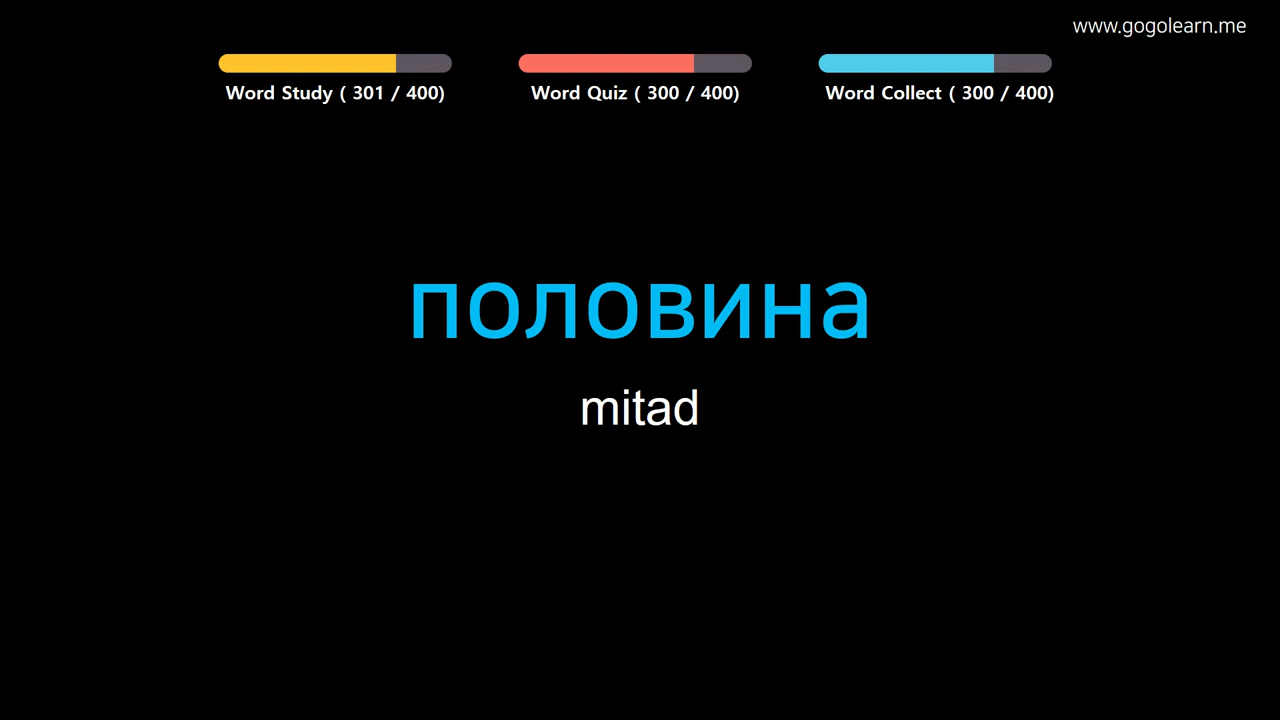 www.gogolearn.me
Word Study ( 301 / 400)
Word Quiz ( 300 / 400)
Word Collect ( 300 / 400)
половина
mitad